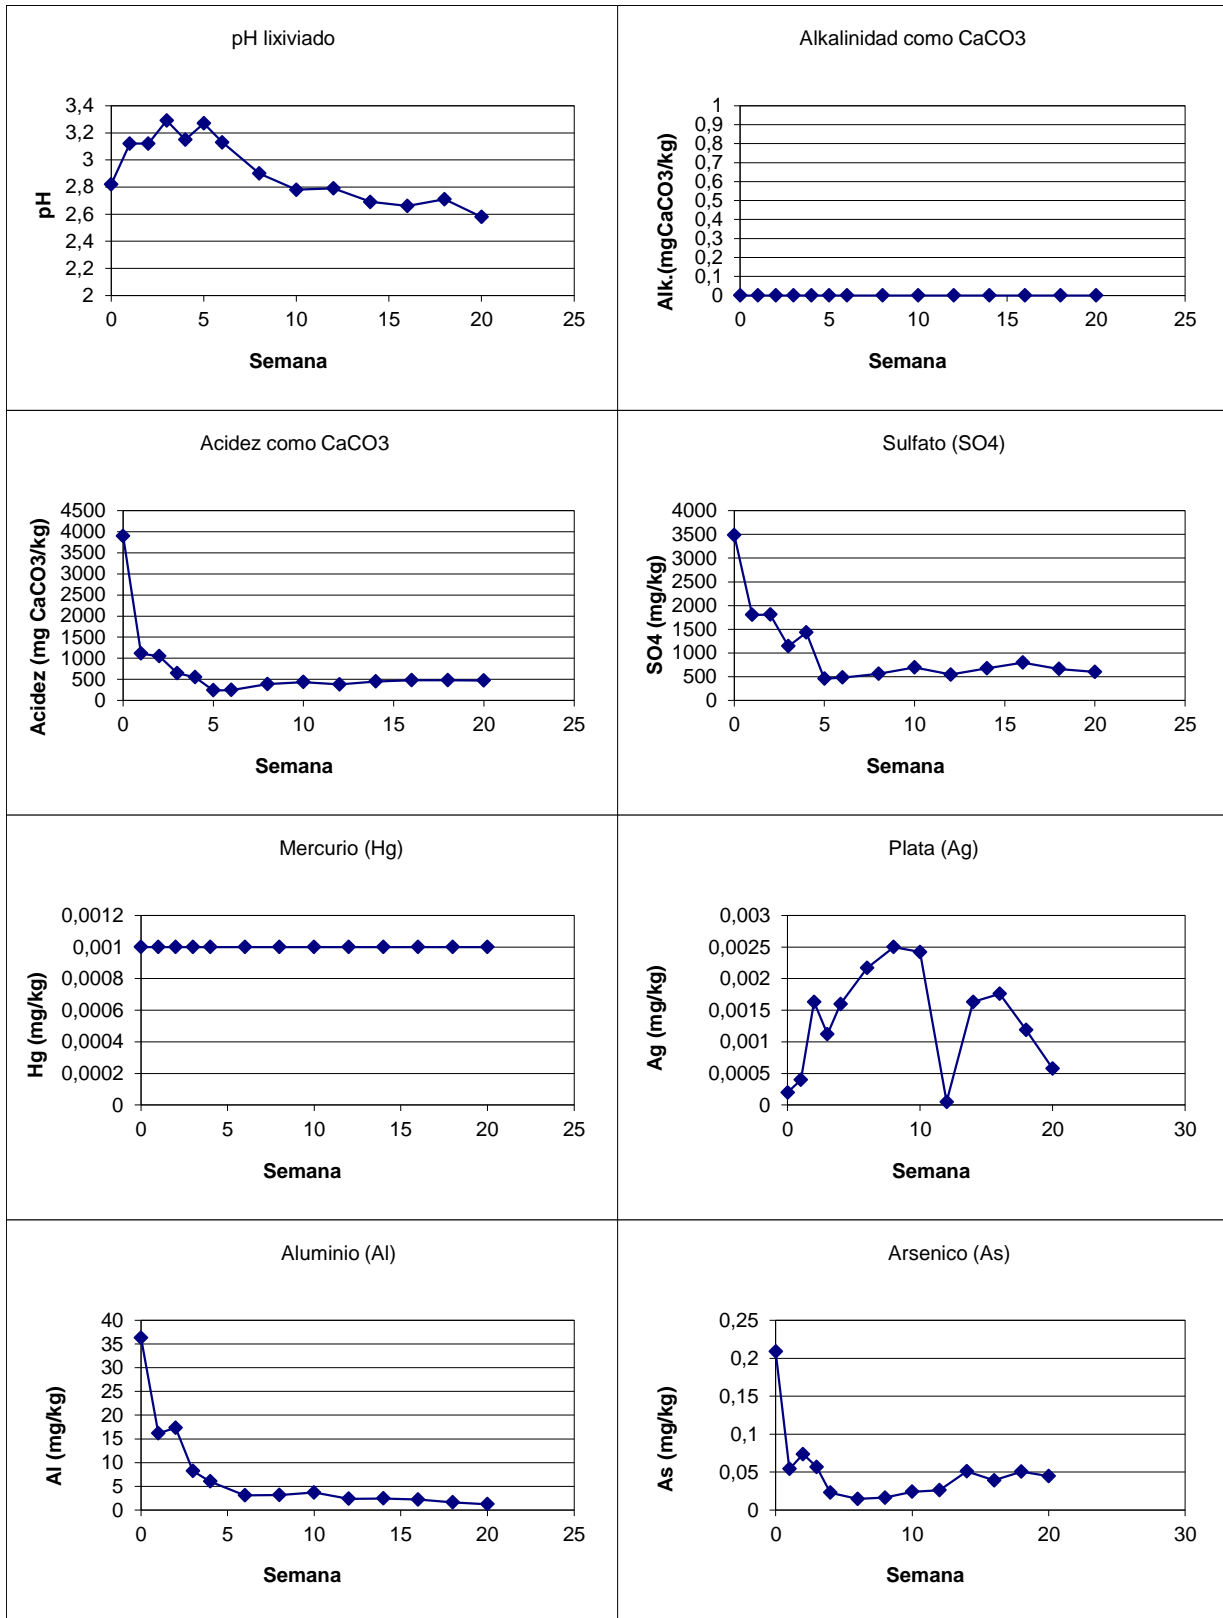 pH lixiviado
3,4
3,2
3
2,8
2,6
2,4
2,2
2
pH
0 5 10 15 20 25
Semana
Alkalinidad como CaCO3
1
0,9
0,8
0,7
0,6
0,5
0,4
0,3
0,2
0,1
0
Alk.(mgCaCO3/kg)
0 5 10 15 20 25
Semana
Acidez como CaCO3
4500
4000
3500
3000
2500
2000
1500
1000
500
0
Acidez (mg CaCO3/kg)
0 5 10 15 20 25
Semana
Sulfato (SO4)
4000
3500
3000
2500
2000
1500
1000
500
0
SO4 (mg/kg)
0 5 10 15 20 25
Semana
Mercurio (Hg)
0,0012
0,001
0,0008
0,0006
0,0004
0,0002
0
Hg (mg/kg)
0 5 10 15 20 25
Semana
Plata (Ag)
0,003
0,0025
0,002
0,0015
0,001
0,0005
0
Ag (mg/kg)
0 10 20 30
Semana
Aluminio (Al)
40
35
30
25
20
15
10
5
0
Al (mg/kg)
0 5 10 15 20 25
Semana
Arsenico (As)
0,25
0,2
0,15
0,1
0,05
0
As (mg/kg)
0 10 20 30
Semana